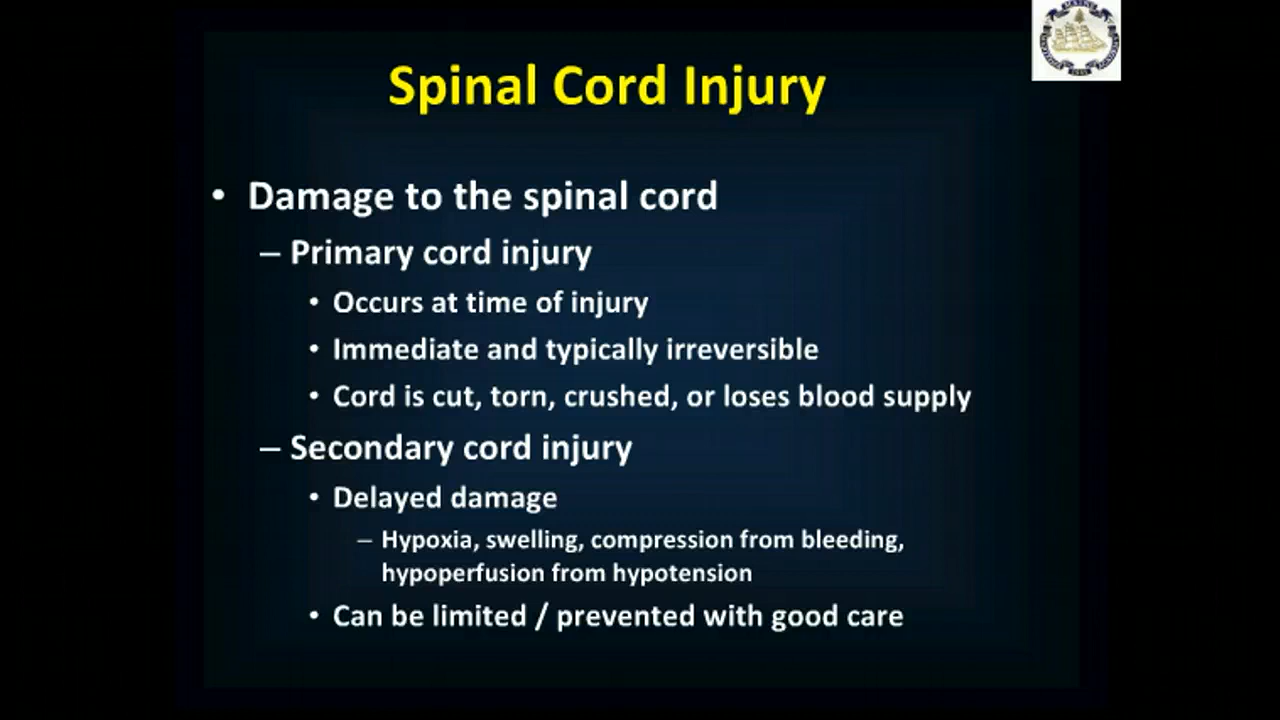 Spinal Cord Injury
• Damage to the spinal cord
– Primary cord injury
• Occurs at time of injury
• Immediate and typically irreversible
• Cord is cut, torn, crushed, or loses blood supply
– Secondary cord injury
• Delayed damage
– Hypoxia, swelling, compression from bleeding,
hypoperfusion from hypotension
• Can be limited / prevented with good care